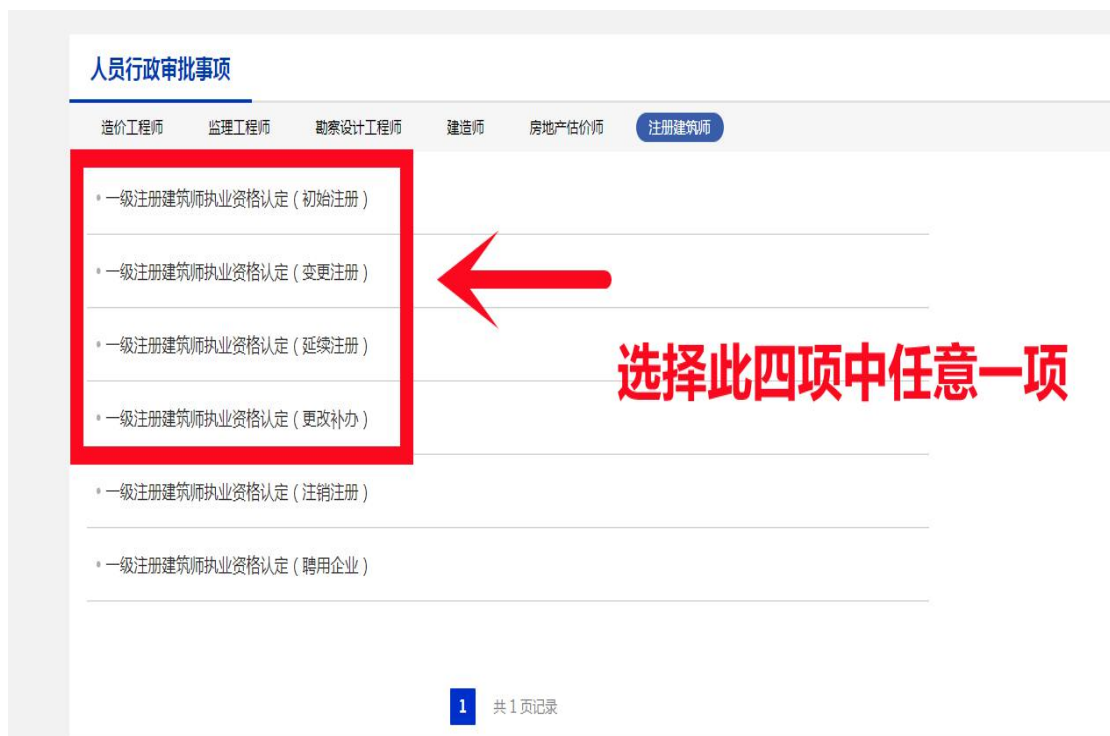 人员行政审批事项
造价工程师 监理工程师 勘察设计工程师 建造师 房地产估价师 注册建筑师
一级注册建筑师执业资格认定（初始注册）
一级注册建筑师执业资格认定（变更注册）
一级注册建筑师执业资格认定（延续注册）
选择此四项中任意一项
一级注册建筑师执业资格认定（更改补办）
一级注册建筑师执业资格认定（注销注册）
一级注册建筑师执业资格认定（聘用企业）
1 共1页记录